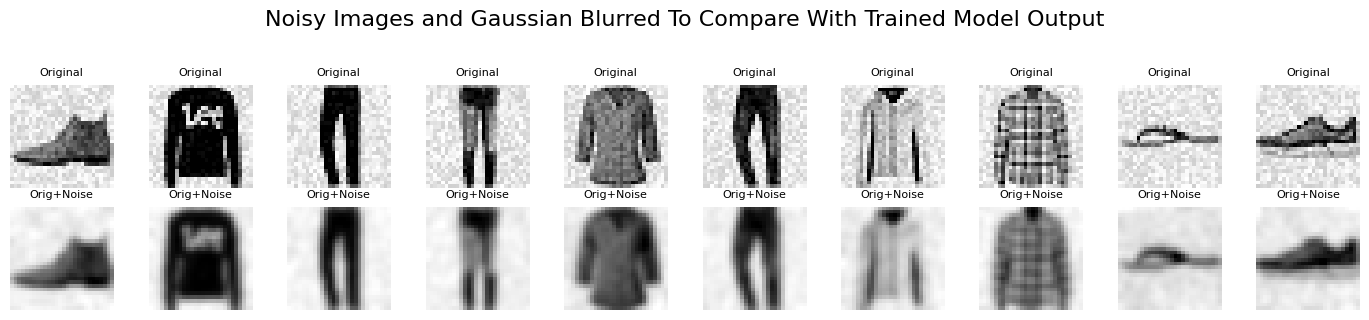 Noisy Images and Gaussian Blurred To Compare With Trained Model Output
Original Original Original Original Original Original Original Original Original Original
Lee
Orig+Noise Orig+Noise Orig+Noise Orig+Noise Orig+Noise Orig+Noise Orig+Noise Orig+Noise Orig+Noise Orig+Noise